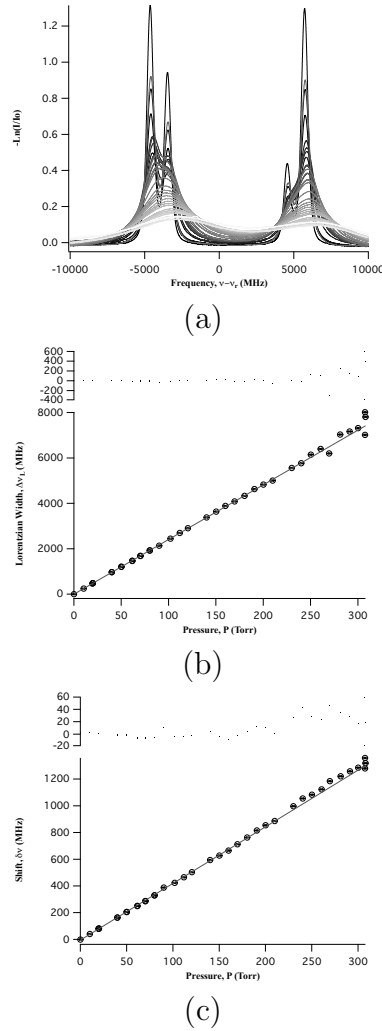 1.2
1.0
0.8
0.6
0.4
0.2
0.0
-Ln(I/Io)
-10000 -5000 0 5000 10000
Frequency, ν-νr (MHz)
(a)
600
400
200
0
-200
-400
8000
6000
4000
2000
0
Lorentzian Width, ΔνL (MHz)
0 50 100 150 200 250 300
Pressure, P (Torr)
(b)
60
40
20
0
-20
1200
1000
800
600
400
200
0
Shift, δν (MHz)
0 50 100 150 200 250 300
Pressure, P (Torr)
(c)